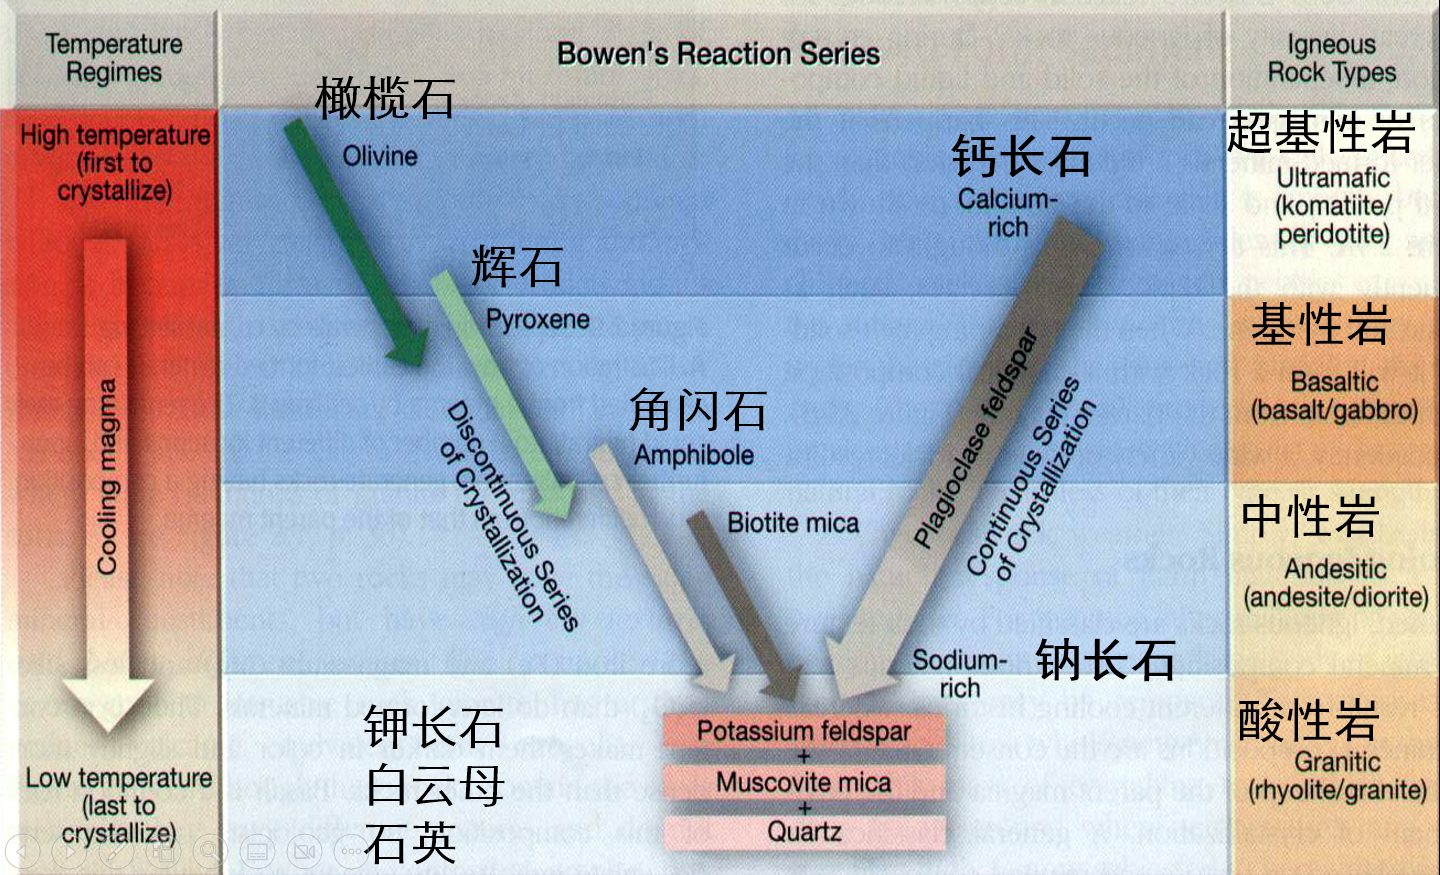 Temperature
Regimes
Bowen's Reaction Series
Igneous
Rock Types
High temperature
(first to
crystallize)
Cooling magma
Low temperature
(last to
crystallize)
橄榄石
Olivine
辉石
Pyroxene
角闪石
Amphibole
Biotite mica
Discontinuous Series
of Crystallization
钙长石
Calcium-
rich
Plagioclase feldspar
Continuous Series
of Crystallization
Sodium-
rich
钠长石
钾长石
白云母
石英
Potassium feldspar
+
Muscovite mica
+
Quartz
超基性岩
Ultramafic
(komatiite/
peridotite)
基性岩
Basaltic
(basalt/gabbro)
中性岩
Andesitic
(andesite/diorite)
酸性岩
Granitic
(rhyolite/granite)